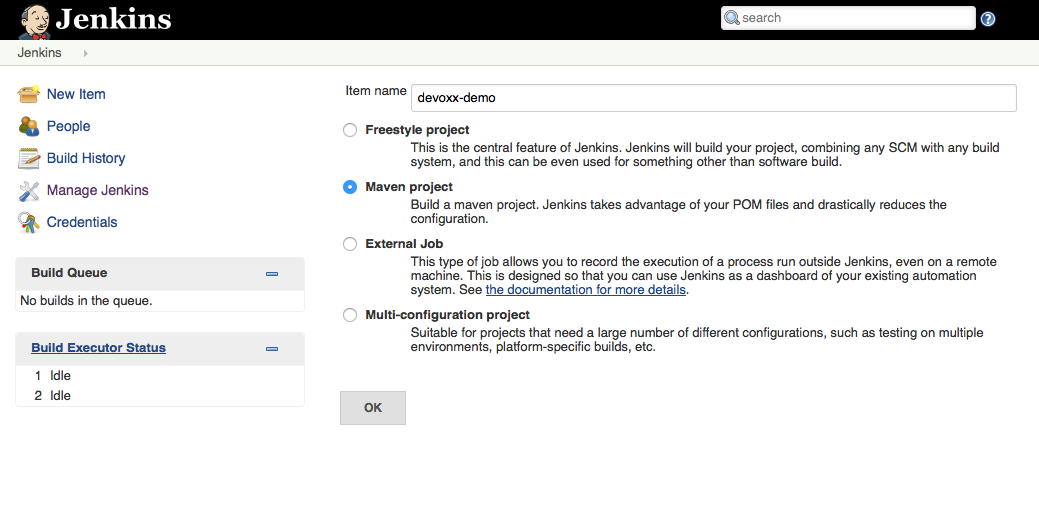 Jenkins
search
Jenkins
New Item
People
Build History
Manage Jenkins
Credentials
Build Queue
No builds in the queue.
Build Executor Status
1 Idle
2 Idle
Item name
devoxx-demo
Freestyle project
This is the central feature of Jenkins. Jenkins will build your project, combining any SCM with any build
system, and this can be even used for something other than software build.
Maven project
Build a maven project. Jenkins takes advantage of your POM files and drastically reduces the
configuration.
External Job
This type of job allows you to record the execution of a process run outside Jenkins, even on a remote
machine. This is designed so that you can use Jenkins as a dashboard of your existing automation
system. See the documentation for more details.
Multi-configuration project
Suitable for projects that need a large number of different configurations, such as testing on multiple
environments, platform-specific builds, etc.
OK